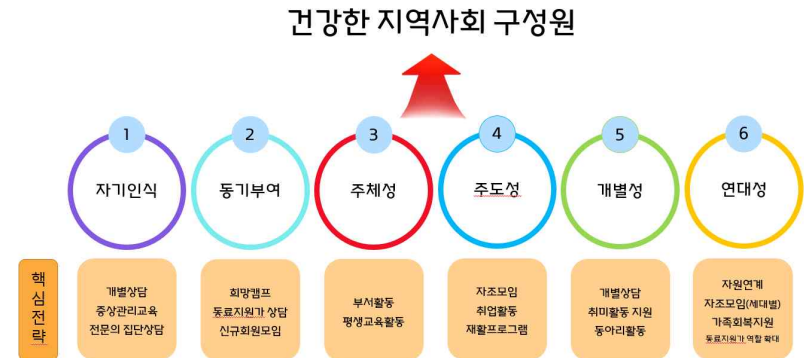 건강한 지역사회 구성원
1
2
3
4
5
6
자기인식
동기부여
주체성
주도성
개별성
연대성
핵심전략
개별상담
증상관리교육
전문의 집단상담
희망캠프
동료지원가 상담
신규회원모임
부서활동
평생교육활동
자조모임
취업활동
재활프로그램
개별상담
취미활동 지원
동아리활동
자원연계
자조모임(세대별)
가족회복지원
동료지원가 역할 확대